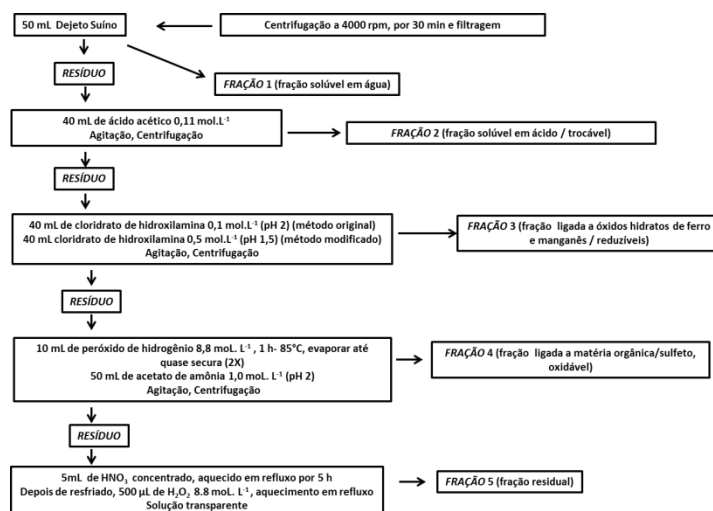 50 mL Dejeto Suíno
Centrifugação a 4000 rpm, por 30 min e filtragem
RESÍDUO
FRAÇÃO 1 (fração solúvel em água)
40 mL de ácido acético 0,11 mol.L⁻¹
Agitação, Centrifugação
FRAÇÃO 2 (fração solúvel em ácido / trocável)
RESÍDUO
40 mL de cloridrato de hidroxilamina 0,1 mol.L⁻¹ (pH 2) (método original)
40 mL cloridrato de hidroxilamina 0,5 mol.L⁻¹ (pH 1,5) (método modificado)
Agitação, Centrifugação
FRAÇÃO 3 (fração ligada a óxidos hidratos de ferro
e manganês / reduzíveis)
RESÍDUO
10 mL de peróxido de hidrogênio 8,8 moL. L⁻¹ , 1 h- 85°C, evaporar até
quase secura (2X)
50 mL de acetato de amônia 1,0 moL. L⁻¹ (pH 2)
Agitação, Centrifugação
FRAÇÃO 4 (fração ligada a matéria orgânica/sulfeto,
oxidável)
RESÍDUO
5mL de HNO₃ concentrado, aquecido em refluxo por 5 h
Depois de resfriado, 500 µL de H₂O₂ 8.8 moL. L⁻¹ , aquecimento em refluxo
Solução transparente
FRAÇÃO 5 (fração residual)